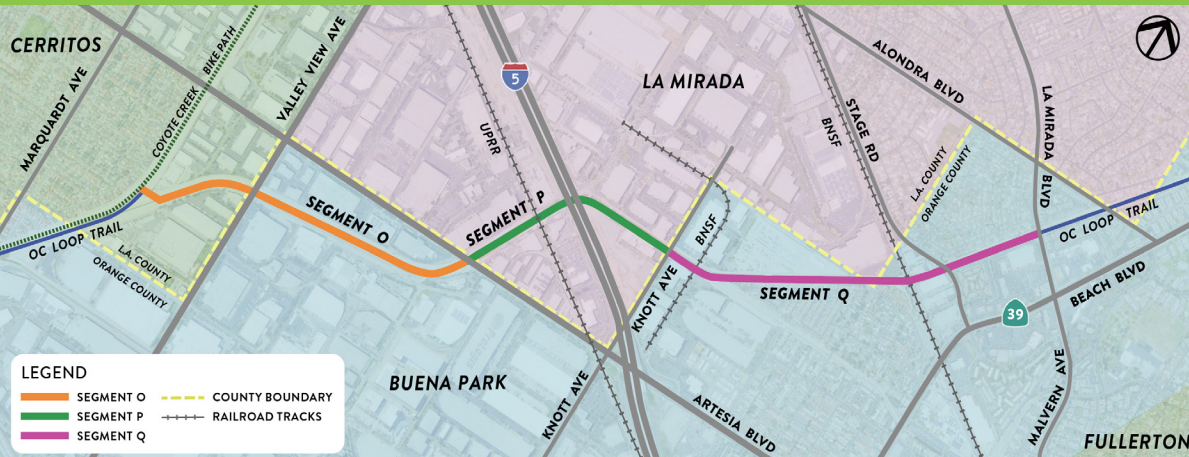 CERRITOS
MARQUARDT AVE
COYOTE CREEK
BIKE PATH
VALLEY VIEW AVE
UPRR
5
LA MIRADA
STAGE RD
BNSF
ALONDRA BLVD
LA MIRADA
BLVD
L.A. COUNTY
ORANGE COUNTY
OC LOOP TRAIL
L.A. COUNTY
ORANGE COUNTY
SEGMENT O
SEGMENT P
KNOTT AVE
BNSF
SEGMENT Q
OC LOOP TRAIL
39
BEACH BLVD
BUENA PARK
KNOTT AVE
ARTESIA BLVD
MALVERN AVE
FULLERTON
LEGEND
SEGMENT O
SEGMENT P
SEGMENT Q
COUNTY BOUNDARY
RAILROAD TRACKS